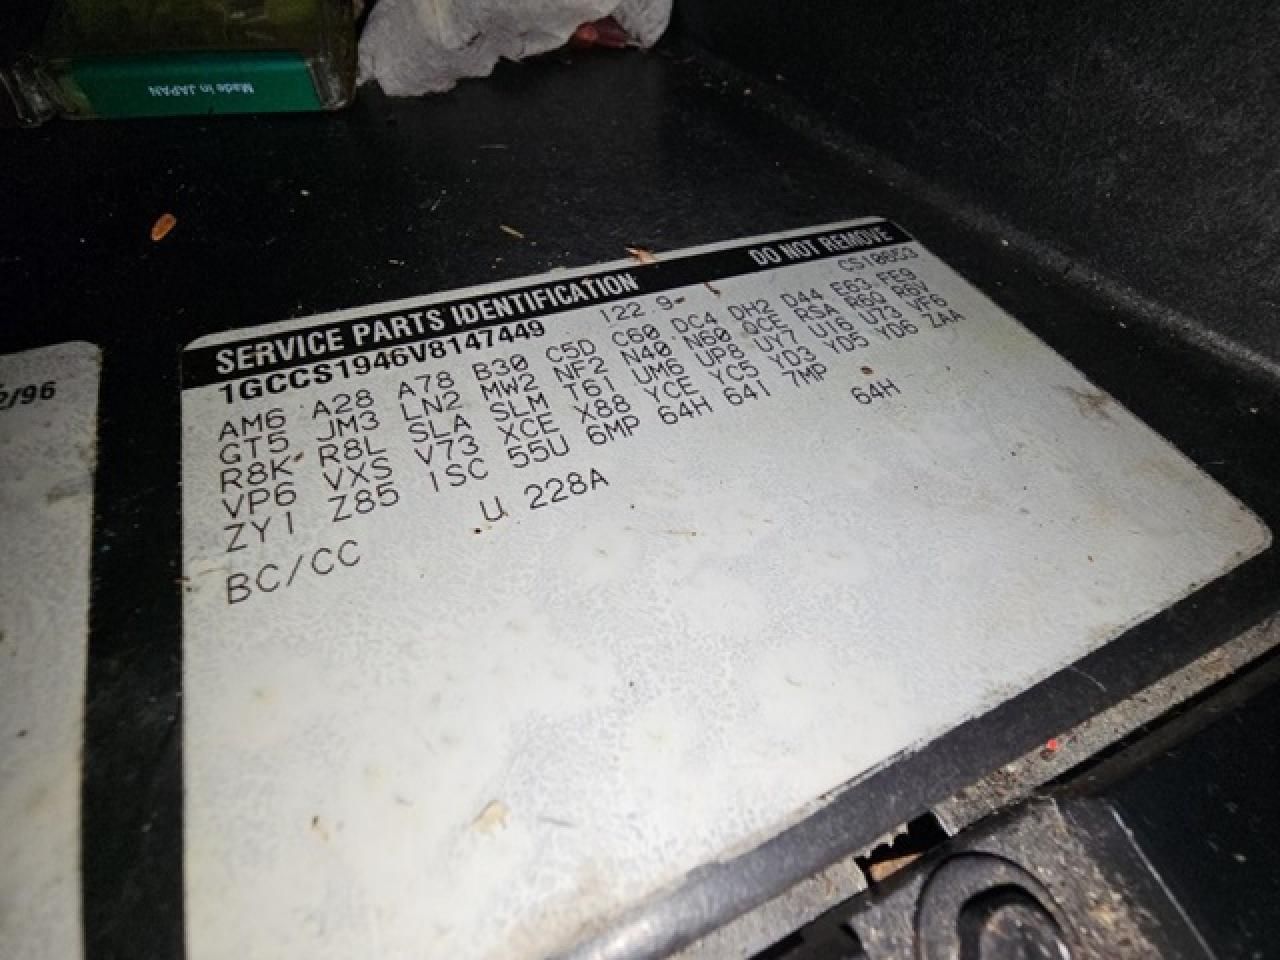 Made in JAPAN
2/96
SERVICE PARTS IDENTIFICATION DO NOT REMOVE
1GCCS1946V8147449 122 9 CS10653
AM6 A28 A78 B30 C5D C60 DC4 DH2 D44 E63 FE9
GT5 JM3 LN2 MW2 NF2 N40 N60 QCE RSA R6Q R6V
R8K R8L SLA SLM T61 UM6 UP8 UY7 U16 U73 VF6
VP6 VXS V73 XCE X88 YCE YC5 YD3 YD5 YD6 ZAA
ZY1 Z85 1SC 55U 6MP 64H 64I 7MP
BC/CC U 228A 64H